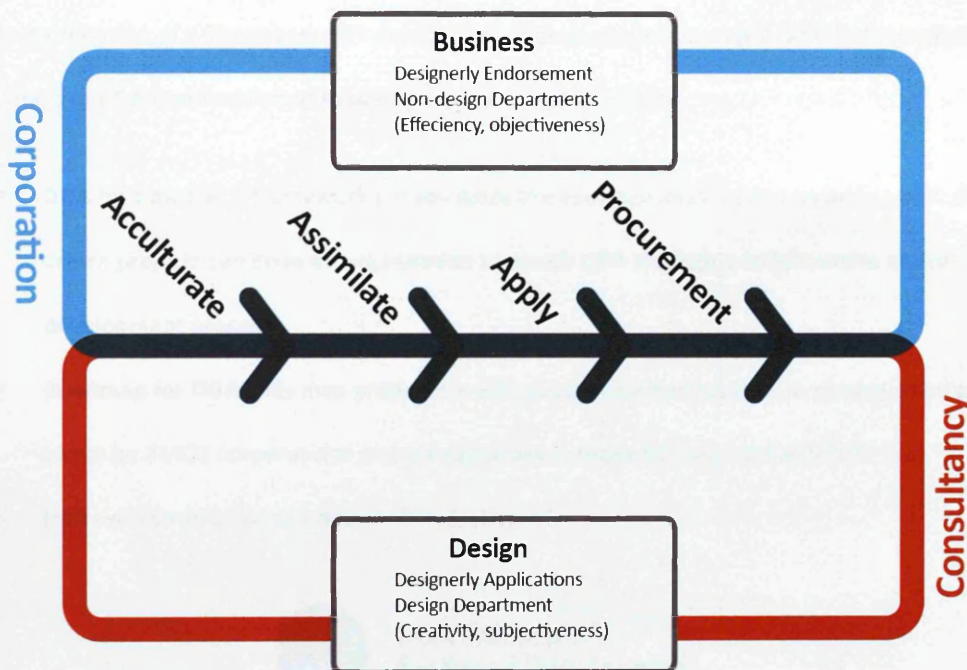 Business
Designerly Endorsement
Non-design Departments
(Effeciency, objectiveness)
Corporation
Acculturate
Assimilate
Apply
Procurement
Consultancy
Design
Designerly Applications
Design Department
(Creativity, subjectiveness)